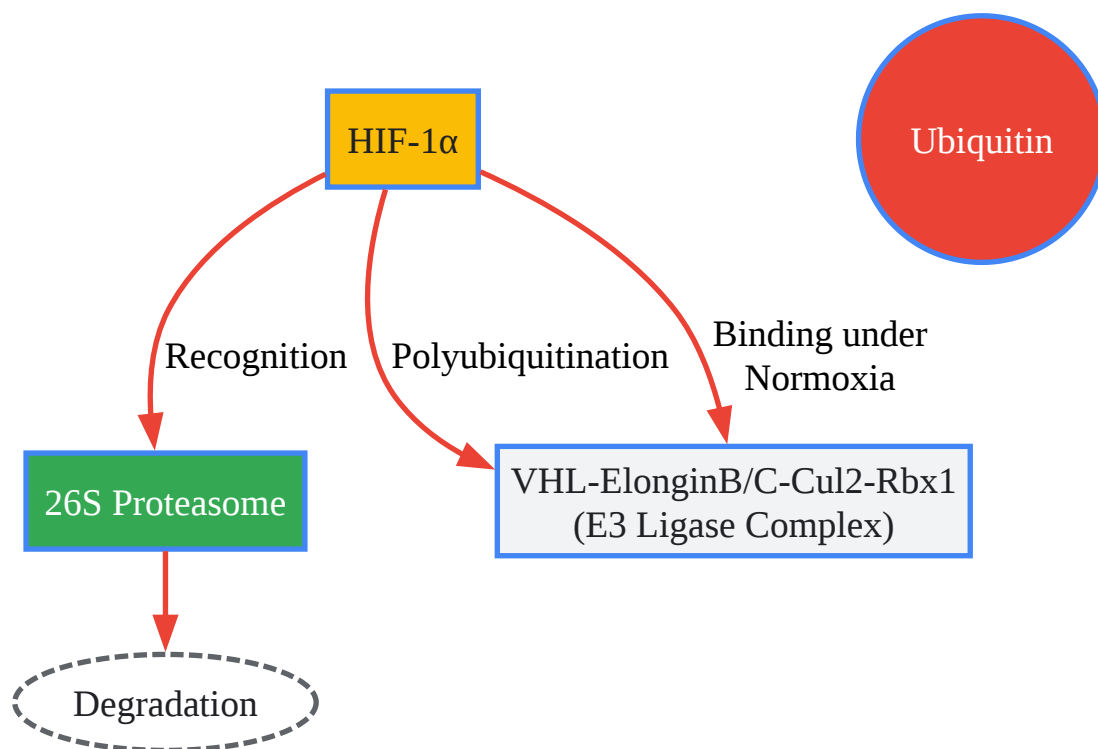 HIF-1α
Ubiquitin
Recognition
Polyubiquitination
Binding under
Normoxia
26S Proteasome
VHL-ElonginB/C-Cul2-Rbx1
(E3 Ligase Complex)
Degradation